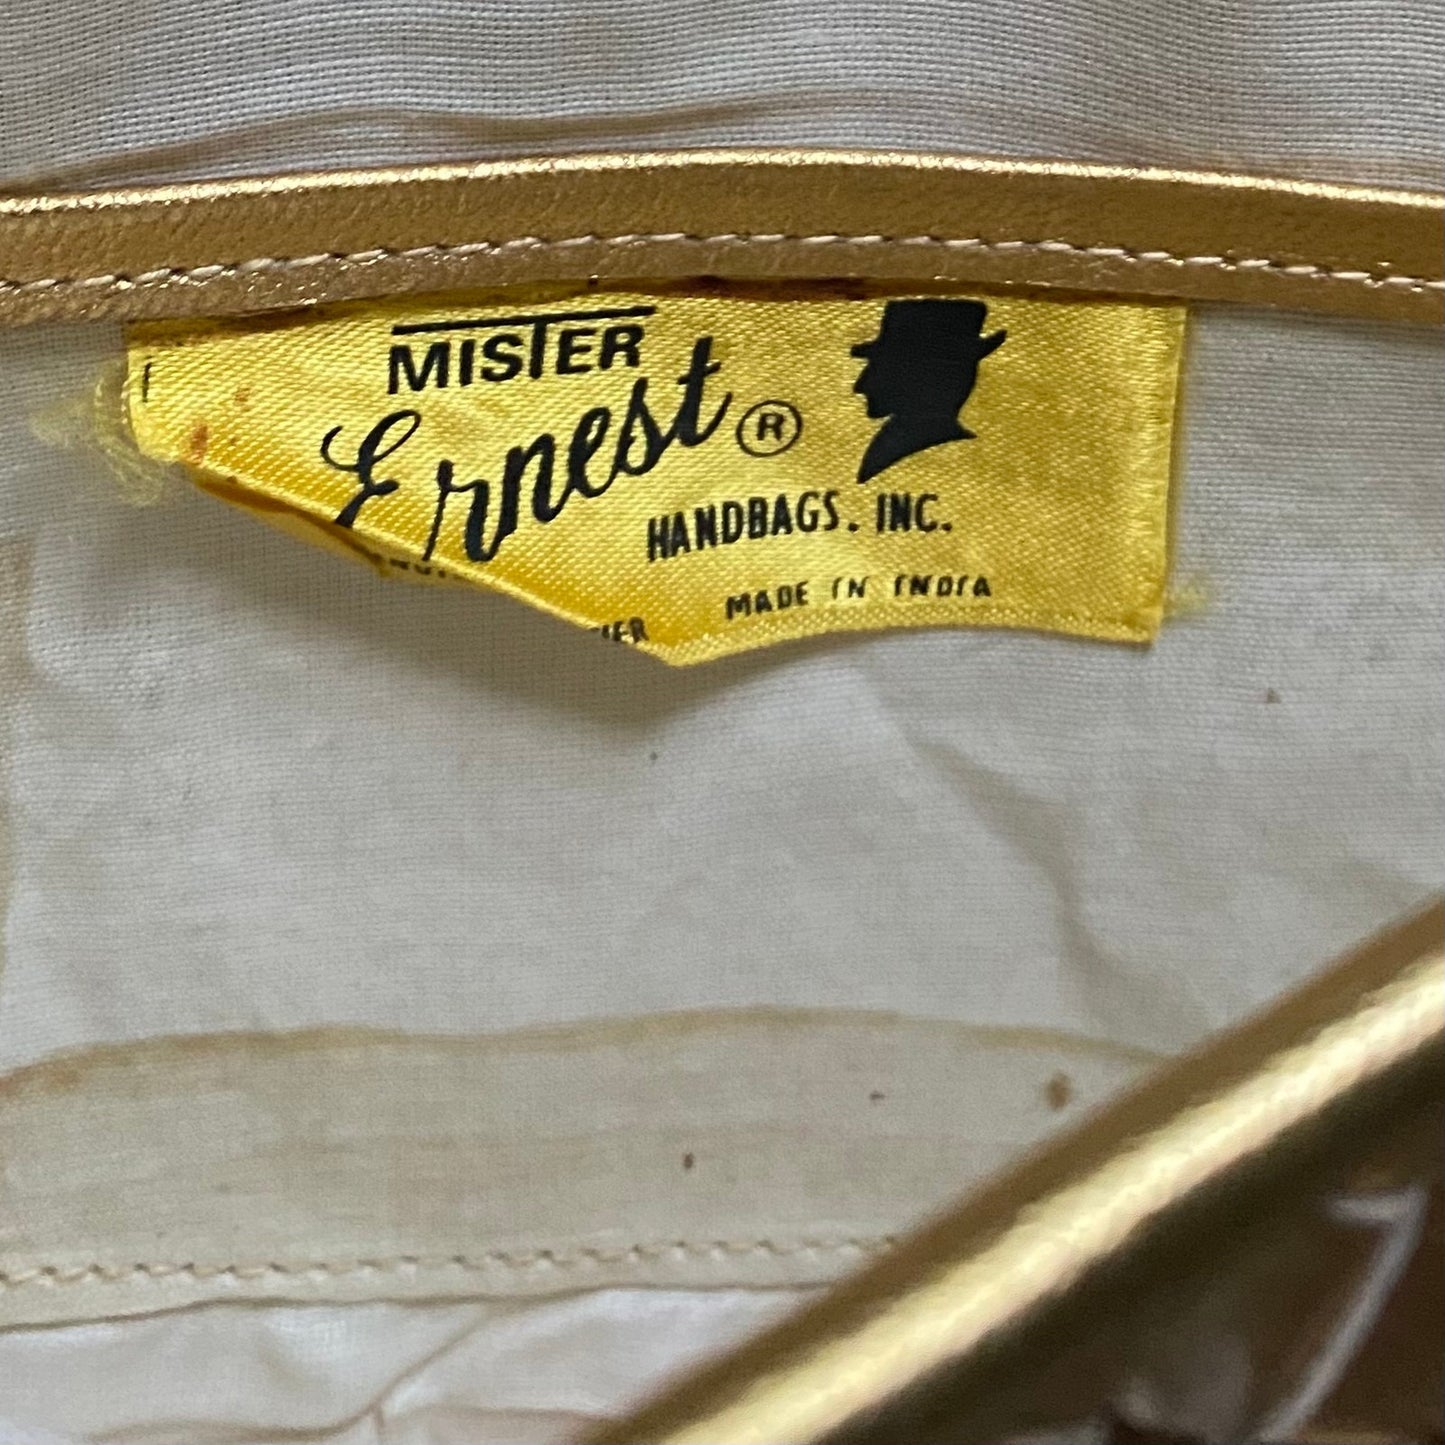 MISTER
Ernest ®
HANDBAGS. INC.
MADE IN INDIA